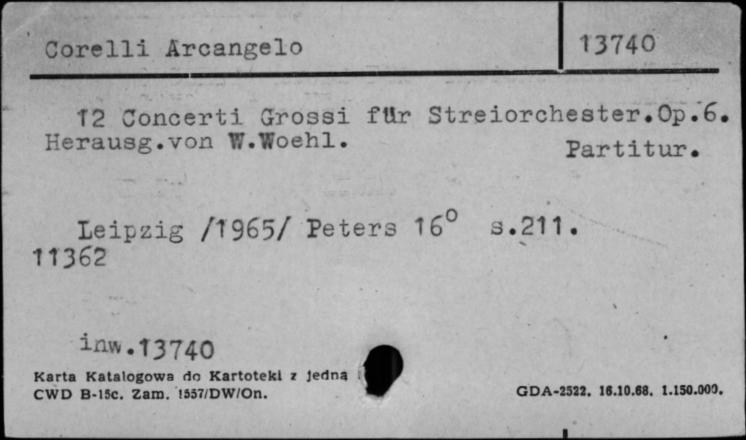 Corelli Arcangelo
13740
12 Concerti Grossi für Streiorchester.Op.6.
Herausg.von W.Woehl.
Partitur.
Leipzig /1965/ Peters 16° s.211.
11362
inw.13740
Karta Katalogowa do Kartoteki z jedną
CWD B-15c. Zam. 1557/DW/On.
GDA-2522. 16.10.68. 1.150.000.